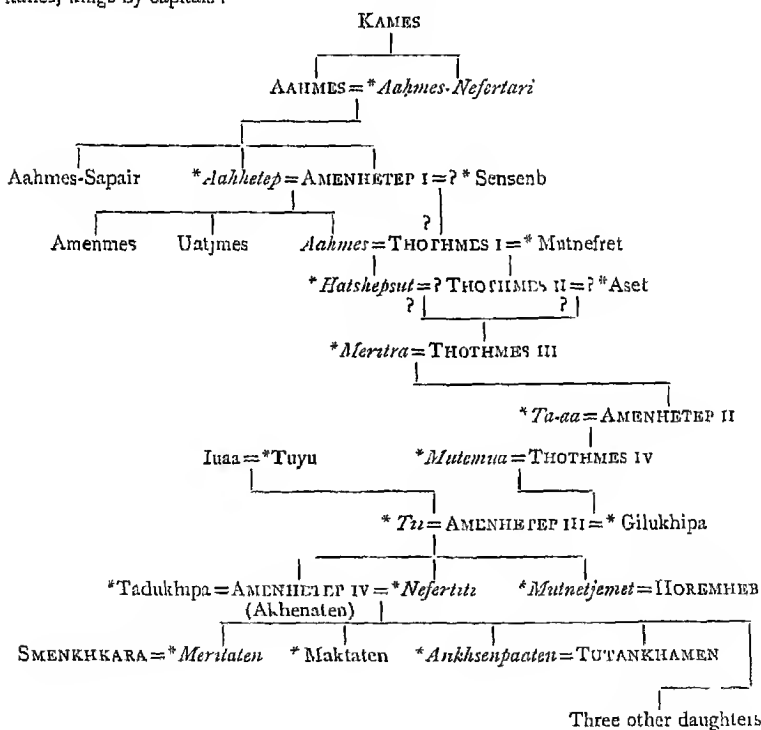 kings by capitals :
KAMES
AAHMES=*Aaḥmes-Nefertari
Aahmes-Sapair *Aahhetep=AMENHETEP I=? *Sensenb
?
Amenmes Uatjmes Aahmes=THOTHMES I=* Mutnefret
*Hatshepsut=? THOTHMES II=? *Aset
? ?
*Meritra=THOTHMES III
*Ta-aa=AMENHETEP II
Iuaa=*Tuyu *Mutemua=THOTHMES IV
* Tii=AMENHETEP III=* Gilukhipa
*Tadukhipa=AMENHETEP IV=*Nefertiti *Mutnetjemet=HOREMHEB
(Akhenaten)
SMENKHKARA=*Meritaten * Maktaten *Ankhsenpaaten=TUTANKHAMEN
Three other daughters